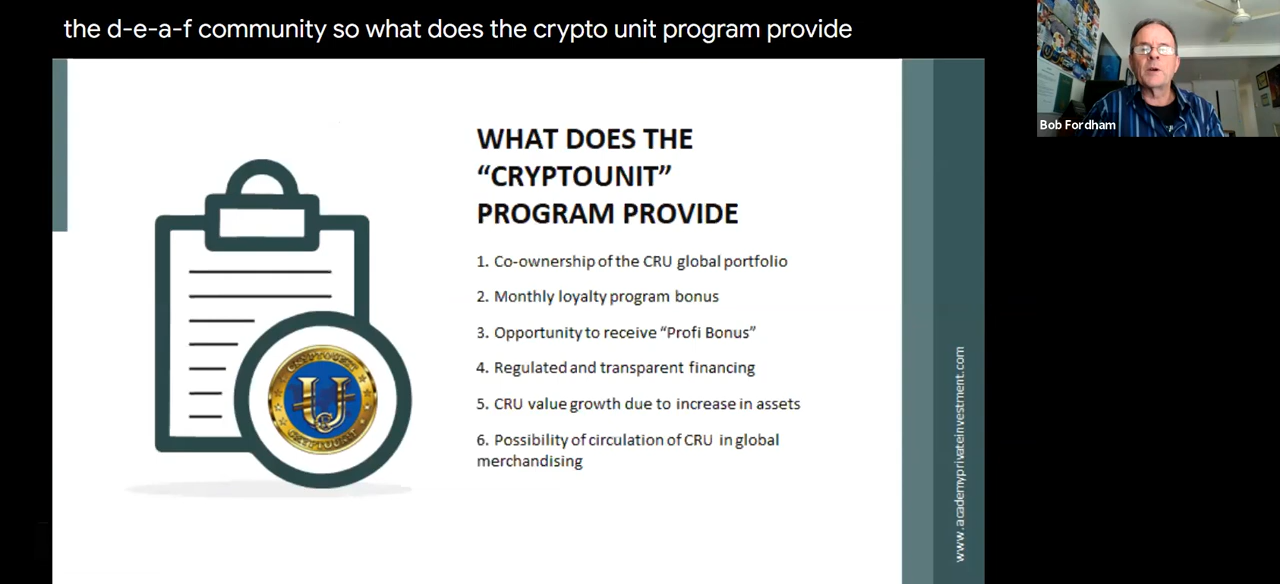 the d-e-a-f community so what does the crypto unit program provide
Bob Fordham
WHAT DOES THE
“CRYPTOUNIT”
PROGRAM PROVIDE
1. Co-ownership of the CRU global portfolio
2. Monthly loyalty program bonus
3. Opportunity to receive “Profi Bonus”
4. Regulated and transparent financing
5. CRU value growth due to increase in assets
6. Possibility of circulation of CRU in global
merchandising
CRYPTOUNIT
U
CRYPTOUNIT
www.academyprivateinvestment.com